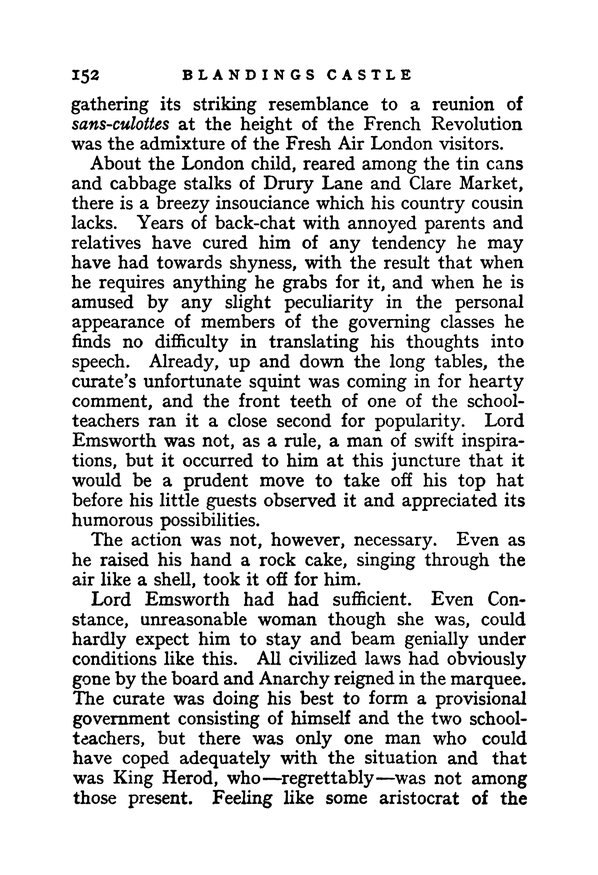 152 BLANDINGS CASTLE
gathering its striking resemblance to a reunion of
sans-culottes at the height of the French Revolution
was the admixture of the Fresh Air London visitors.
About the London child, reared among the tin cans
and cabbage stalks of Drury Lane and Clare Market,
there is a breezy insouciance which his country cousin
lacks. Years of back-chat with annoyed parents and
relatives have cured him of any tendency he may
have had towards shyness, with the result that when
he requires anything he grabs for it, and when he is
amused by any slight peculiarity in the personal
appearance of members of the governing classes he
finds no difficulty in translating his thoughts into
speech. Already, up and down the long tables, the
curate's unfortunate squint was coming in for hearty
comment, and the front teeth of one of the school-
teachers ran it a close second for popularity. Lord
Emsworth was not, as a rule, a man of swift inspira-
tions, but it occurred to him at this juncture that it
would be a prudent move to take off his top hat
before his little guests observed it and appreciated its
humorous possibilities.
The action was not, however, necessary. Even as
he raised his hand a rock cake, singing through the
air like a shell, took it off for him.
Lord Emsworth had had sufficient. Even Con-
stance, unreasonable woman though she was, could
hardly expect him to stay and beam genially under
conditions like this. All civilized laws had obviously
gone by the board and Anarchy reigned in the marquee.
The curate was doing his best to form a provisional
government consisting of himself and the two school-
teachers, but there was only one man who could
have coped adequately with the situation and that
was King Herod, who—regrettably—was not among
those present. Feeling like some aristocrat of the